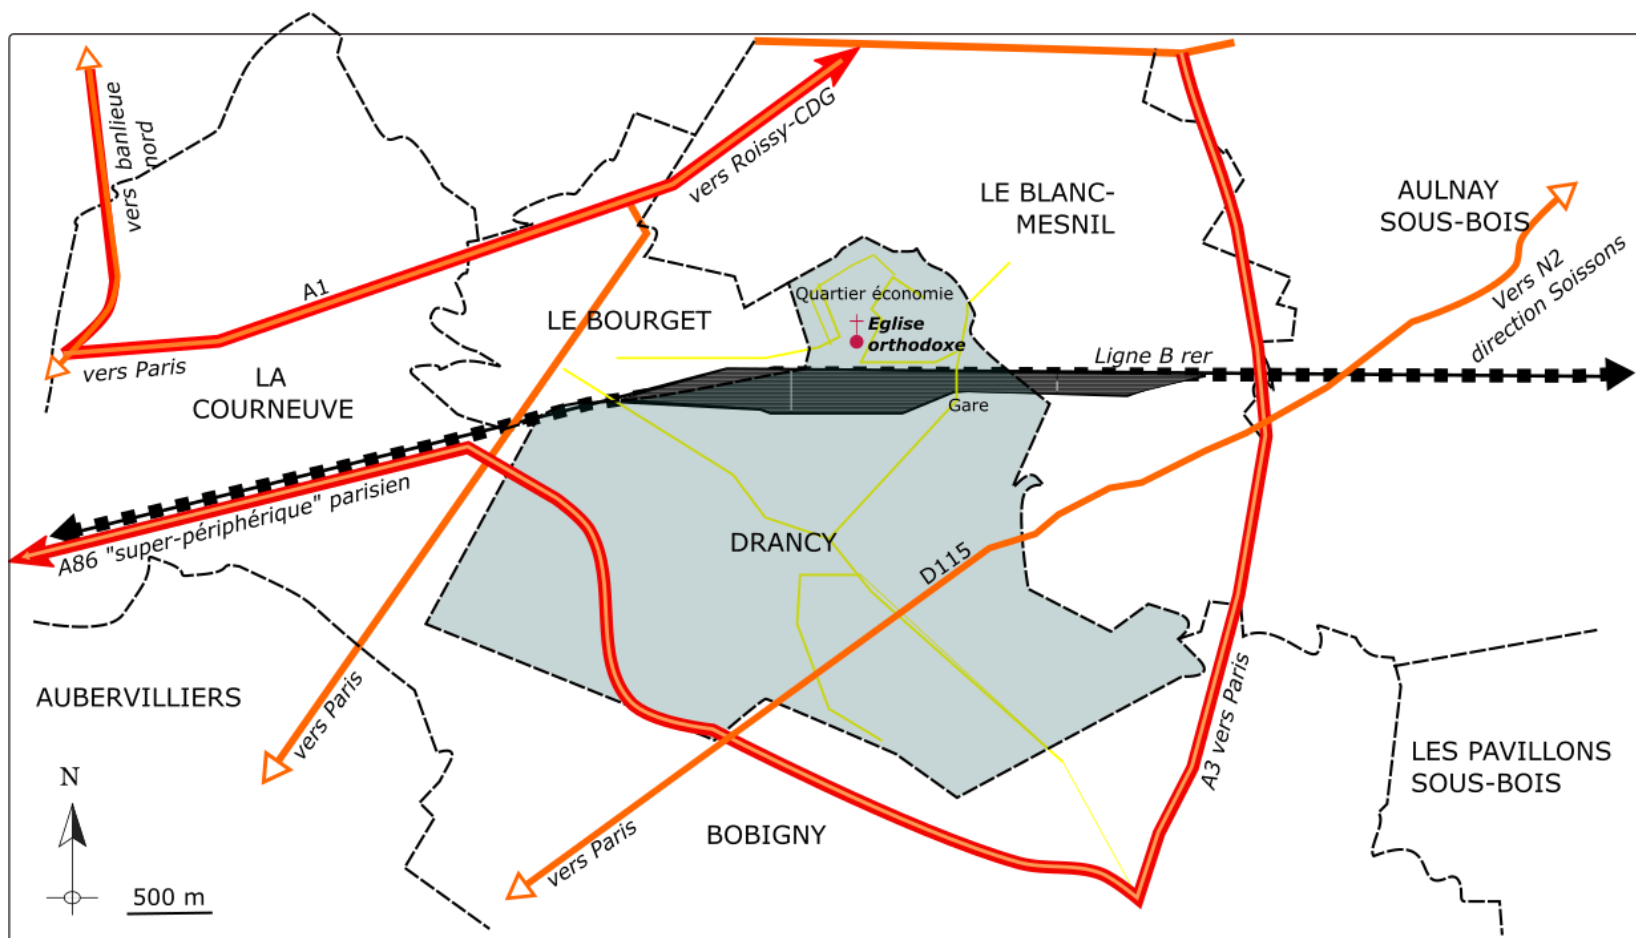 vers banlieue
nord
vers Roissy-CDG
LE BLANC-
MESNIL
AULNAY
SOUS-BOIS
A1
Quartier économie
Vers N2
direction Soissons
LE BOURGET
Eglise
orthodoxe
vers Paris
Ligne B rer
LA
COURNEUVE
Gare
A86 "super-périphérique" parisien
DRANCY
D115
AUBERVILLIERS
vers Paris
A3 vers Paris
LES PAVILLONS
SOUS-BOIS
N
BOBIGNY
vers Paris
500 m